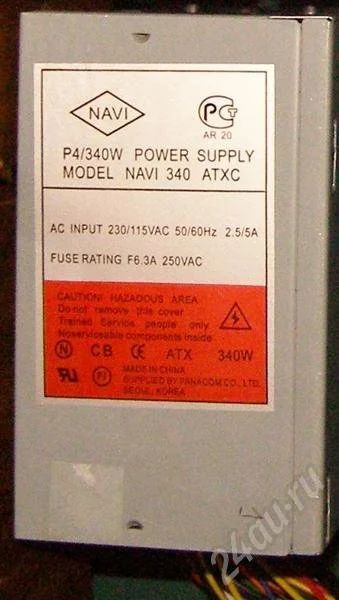 NAVI
PCT
AR 20
P4/340W POWER SUPPLY
MODEL NAVI 340 ATXC
AC INPUT 230/115VAC 50/60Hz 2.5/5A
FUSE RATING F6.3A 250VAC
CAUTION! HAZADOUS AREA
Do not remove this cover
Trained Service people only
Noserviceable components inside
N CB CE ATX 340W
MADE IN CHINA
SUPPLIED BY PANACOM CO., LTD.
SEOUL, KOREA
24au.ru